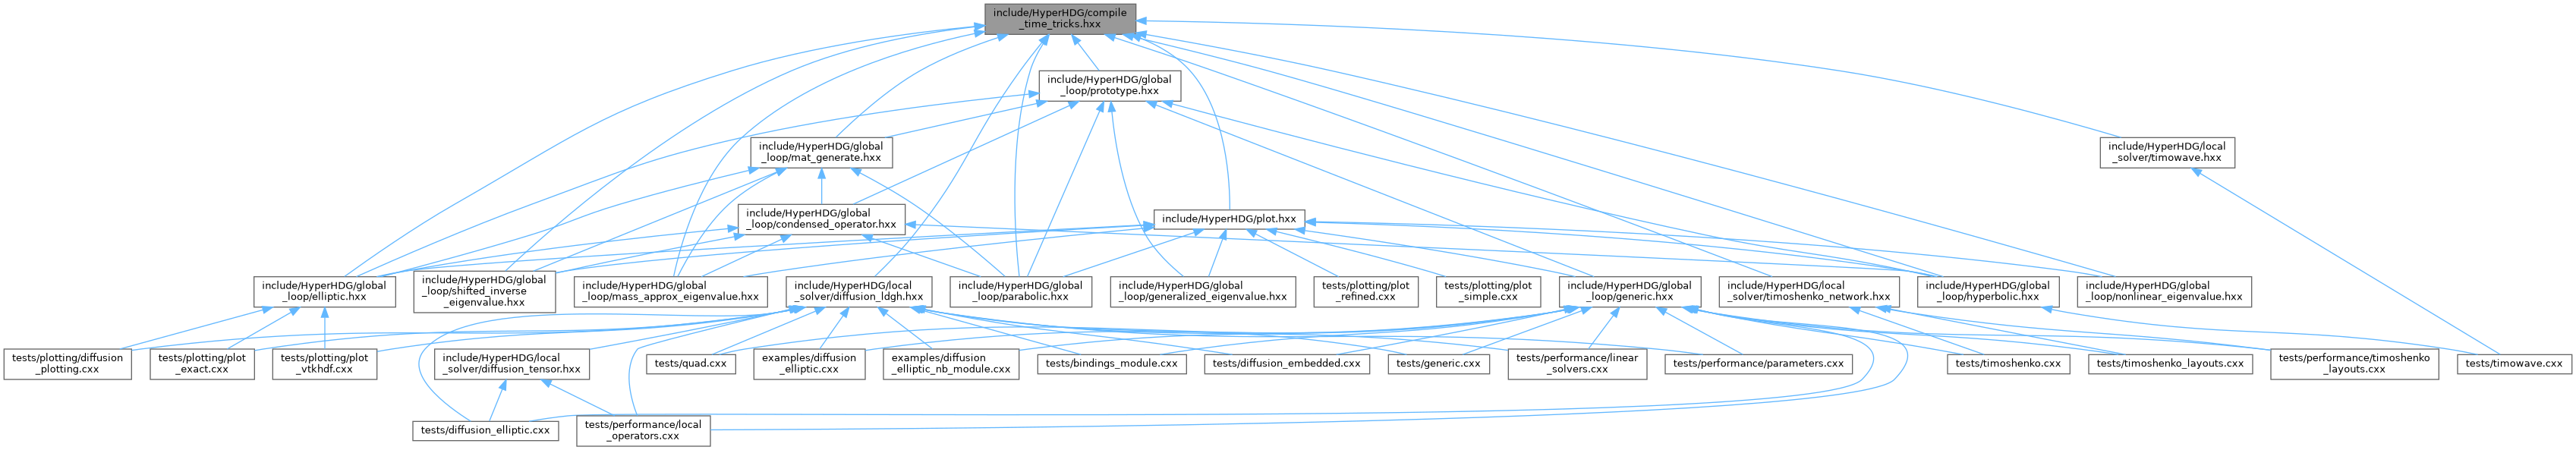 include/HyperHDG/compile
_time_tricks.hxx
include/HyperHDG/global
_loop/prototype.hxx
include/HyperHDG/global
_loop/mat_generate.hxx
include/HyperHDG/local
_solver/timowave.hxx
include/HyperHDG/global
_loop/condensed_operator.hxx
include/HyperHDG/plot.hxx
include/HyperHDG/global
_loop/elliptic.hxx
include/HyperHDG/global
_loop/shifted_inverse
_eigenvalue.hxx
include/HyperHDG/global
_loop/mass_approx_eigenvalue.hxx
include/HyperHDG/local
_solver/diffusion_ldgh.hxx
include/HyperHDG/global
_loop/parabolic.hxx
include/HyperHDG/global
_loop/generalized_eigenvalue.hxx
tests/plotting/plot
_refined.cxx
tests/plotting/plot
_simple.cxx
include/HyperHDG/global
_loop/generic.hxx
include/HyperHDG/local
_solver/timoshenko_network.hxx
include/HyperHDG/global
_loop/hyperbolic.hxx
include/HyperHDG/global
_loop/nonlinear_eigenvalue.hxx
tests/plotting/diffusion
_plotting.cxx
tests/plotting/plot
_exact.cxx
tests/plotting/plot
_vtkhdf.cxx
include/HyperHDG/local
_solver/diffusion_tensor.hxx
tests/quad.cxx
examples/diffusion
_elliptic.cxx
examples/diffusion
_elliptic_nb_module.cxx
tests/bindings_module.cxx
tests/diffusion_embedded.cxx
tests/generic.cxx
tests/performance/linear
_solvers.cxx
tests/performance/parameters.cxx
tests/timoshenko.cxx
tests/timoshenko_layouts.cxx
tests/performance/timoshenko
_layouts.cxx
tests/timowave.cxx
tests/diffusion_elliptic.cxx
tests/performance/local
_operators.cxx